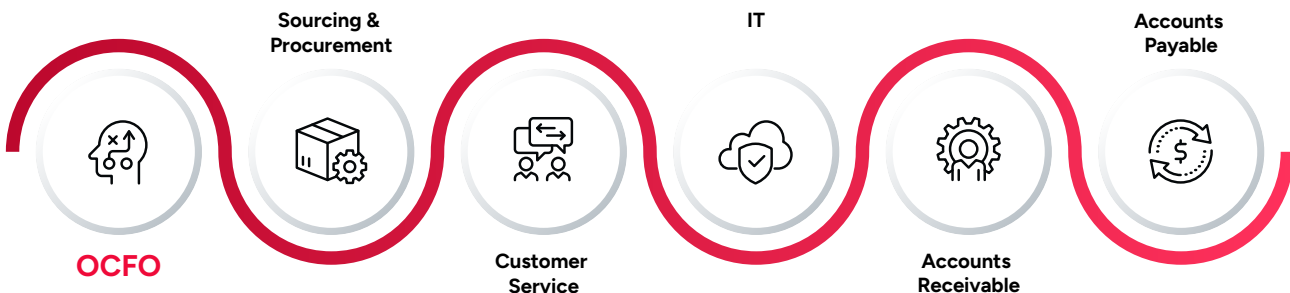 OCFO
Sourcing &
Procurement
Customer
Service
IT
Accounts
Receivable
Accounts
Payable
$